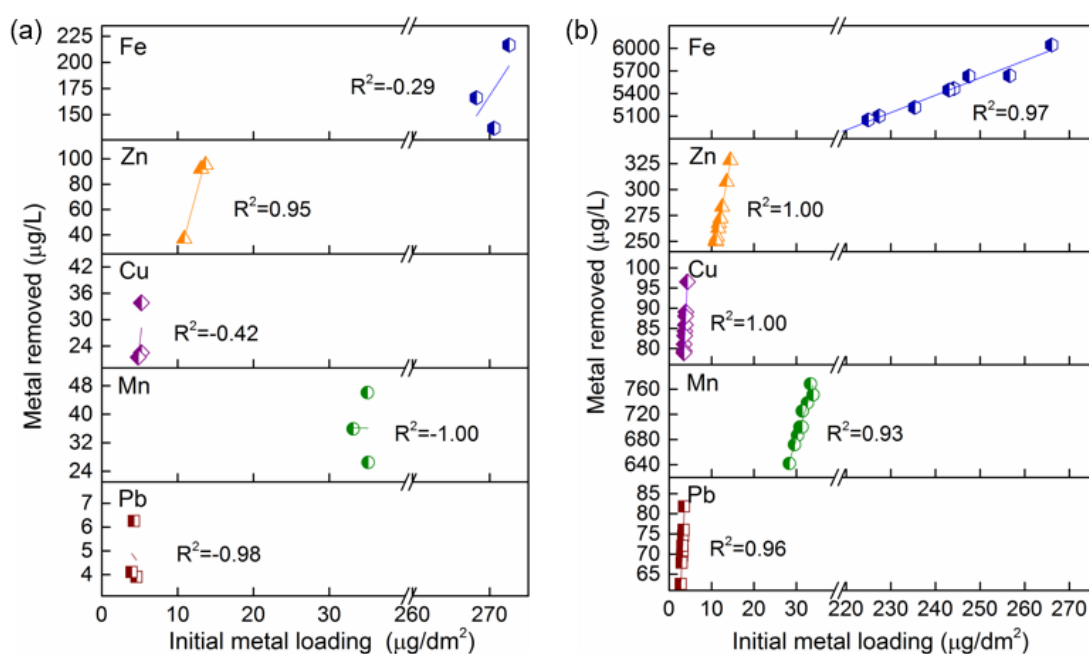 (a)
Metal removed (μg/L)
225
200
175
150
Fe
R²=-0.29
100
80
60
40
Zn
R²=0.95
42
36
30
24
Cu
R²=-0.42
48
42
36
30
24
Mn
R²=-1.00
7
6
5
4
Pb
R²=-0.98
0 10 20 30 260 270
Initial metal loading (μg/dm²)
(b)
Metal removed (μg/L)
6000
5700
5400
5100
Fe
R²=0.97
325
300
275
250
Zn
R²=1.00
100
95
90
85
80
Cu
R²=1.00
760
720
680
640
Mn
R²=0.93
85
80
75
70
65
Pb
R²=0.96
0 10 20 30 220 230 240 250 260
Initial metal loading (μg/dm²)